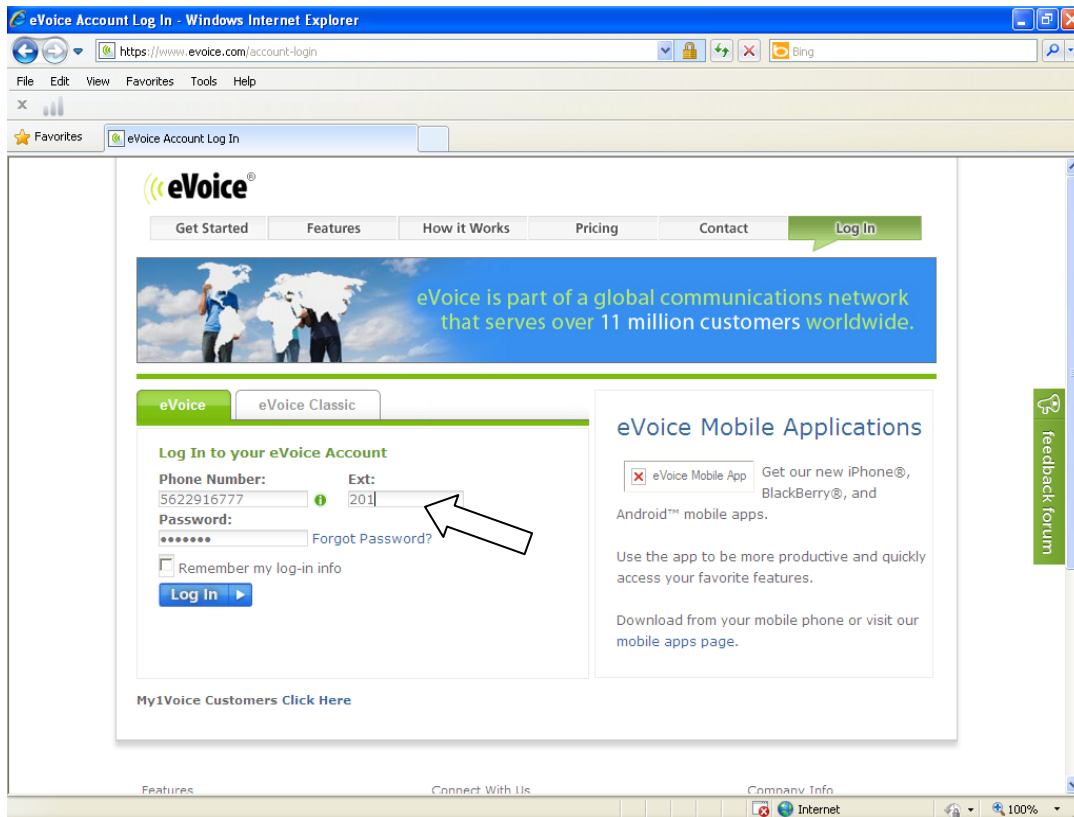 eVoice Account Log In - Windows Internet Explorer
https://www.evoice.com/account-login
Bing
File Edit View Favorites Tools Help
x
Favorites
eVoice Account Log In
eVoice®
Get Started Features How it Works Pricing Contact Log In
eVoice is part of a global communications network
that serves over 11 million customers worldwide.
eVoice eVoice Classic
Log In to your eVoice Account
Phone Number: Ext:
5622916777 201
Password:
••••••• Forgot Password?
Remember my log-in info
Log In
My1Voice Customers Click Here
eVoice Mobile Applications
eVoice Mobile App
Get our new iPhone®,
BlackBerry®, and
Android™ mobile apps.
Use the app to be more productive and quickly
access your favorite features.
Download from your mobile phone or visit our
mobile apps page.
feedback forum
Features Connect With Us Company Info
Internet 100%